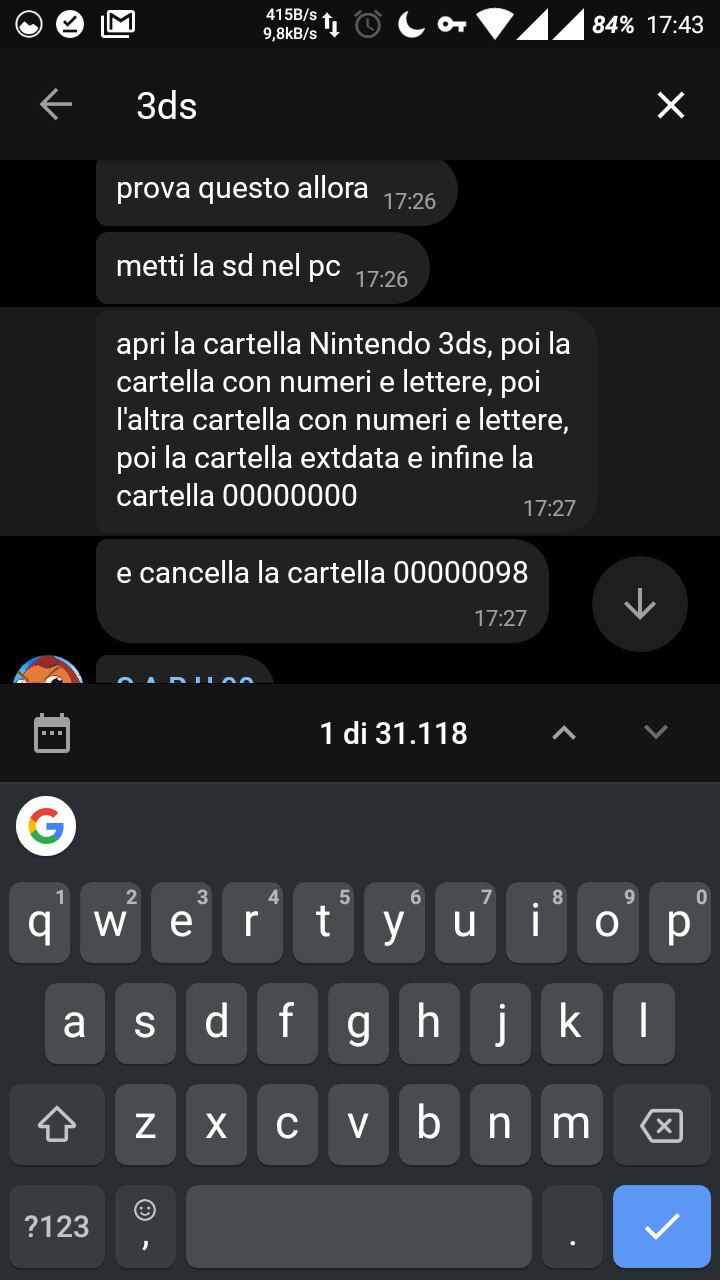 415B/s
9,8kB/s
84% 17:43
3ds
prova questo allora 17:26
metti la sd nel pc 17:26
apri la cartella Nintendo 3ds, poi la
cartella con numeri e lettere, poi
l'altra cartella con numeri e lettere,
poi la cartella extdata e infine la
cartella 00000000
17:27
e cancella la cartella 00000098
17:27
1 di 31.118
1 2 3 4 5 6 7 8 9 0
q w e r t y u i o p
a s d f g h j k l
z x c v b n m
?123 , .